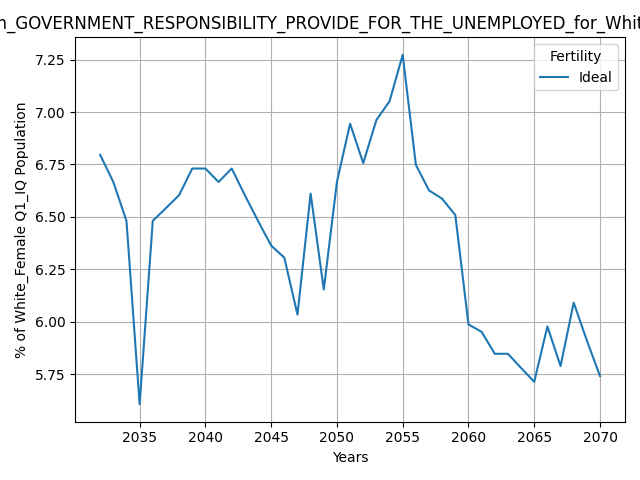 GOVERNMENT_RESPONSIBILITY_PROVIDE_FOR_THE_UNEMPLOYED_for_Whit
Fertility
Ideal
7.25
7.00
6.75
6.50
6.25
6.00
5.75
% of White_Female Q1_IQ Population
2035 2040 2045 2050 2055 2060 2065 2070
Years